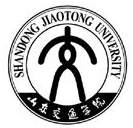 SHANDONG JIAOTONG UNIVERSITY
山东交通学院